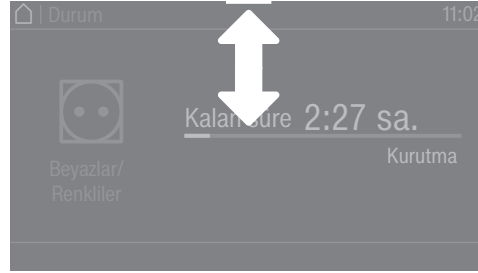 Durum 11:02
Kalan süre 2:27 sa.
Kurutma
Beyazlar/
Renkliler